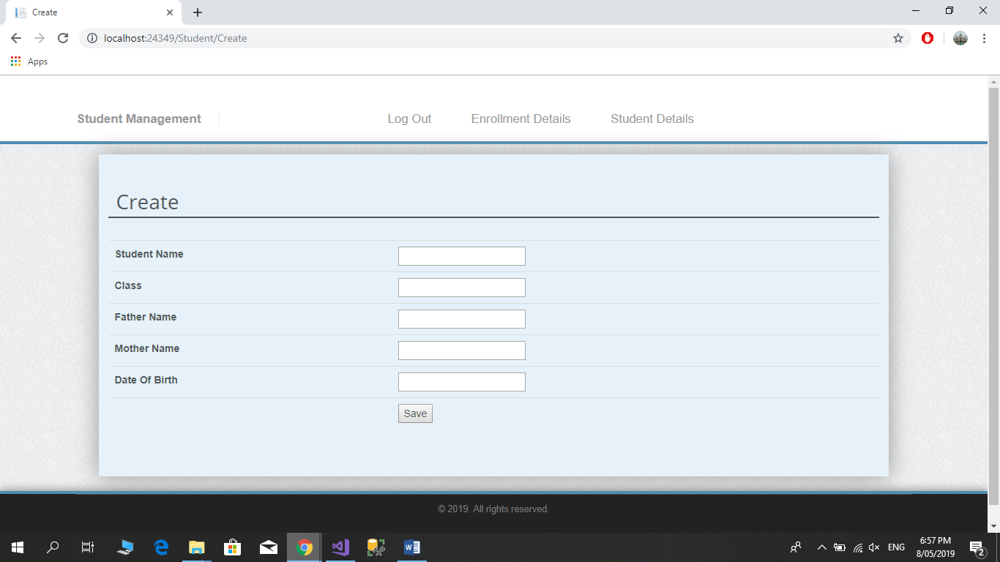 Create
localhost:24349/Student/Create
Apps
Student Management Log Out Enrollment Details Student Details
Create
Student Name
Class
Father Name
Mother Name
Date Of Birth
Save
© 2019. All rights reserved.
ENG
6:57 PM
8/05/2019
2